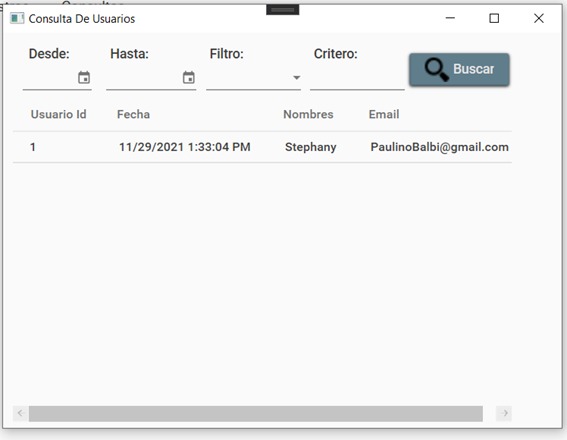 Consulta De Usuarios
Desde: Hasta: Filtro: Critero: Buscar
Usuario Id Fecha Nombres Email
1 11/29/2021 1:33:04 PM Stephany PaulinoBalbi@gmail.com